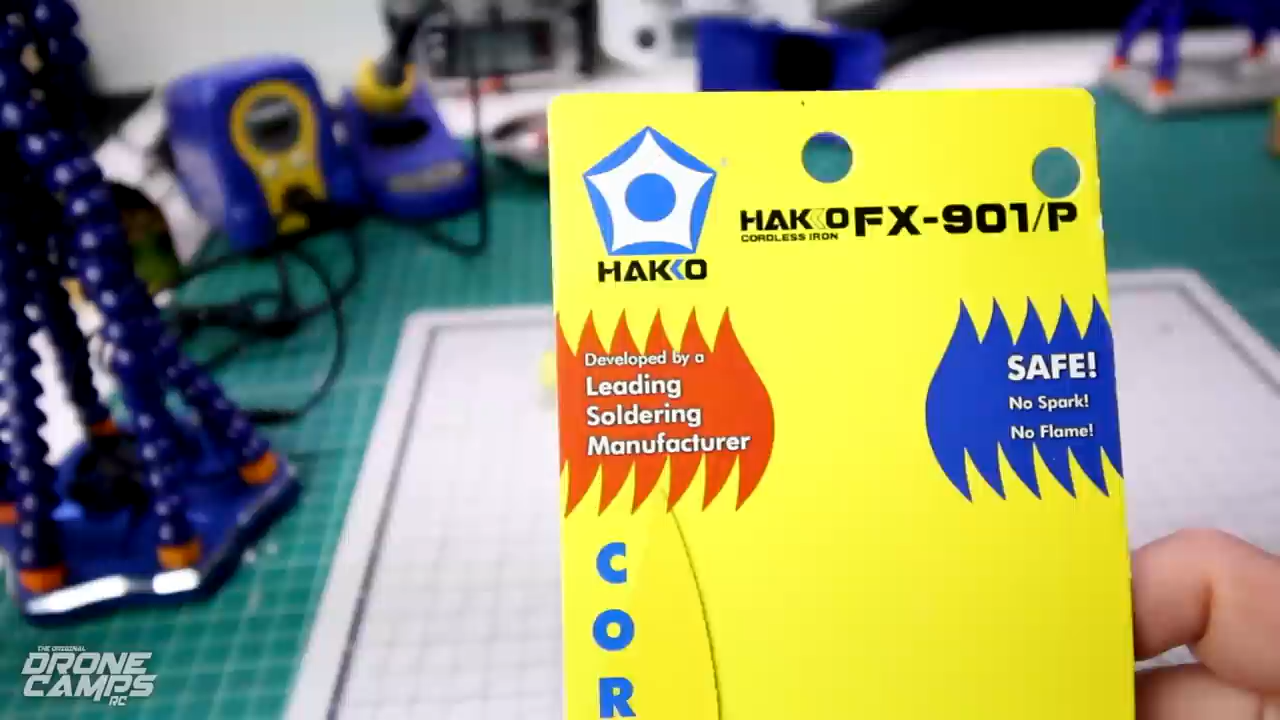 HAKKO
HAKKO FX-901/P
CORDLESS IRON
Developed by a
Leading
Soldering
Manufacturer
SAFE!
No Spark!
No Flame!
C
O
R
THE ORIGINAL
DRONE
CAMPS
RC